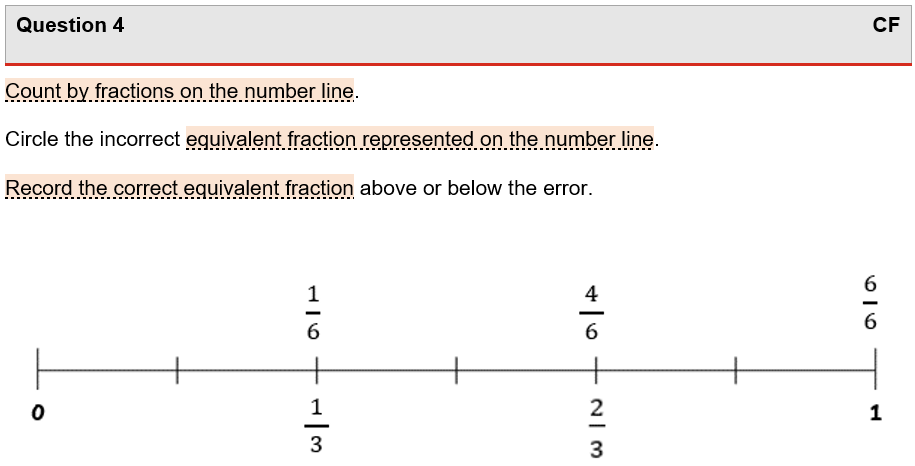 Question 4 CF
Count by fractions on the number line.
Circle the incorrect equivalent fraction represented on the number line.
Record the correct equivalent fraction above or below the error.
1/6 4/6 6/6
0 1/3 2/3 1